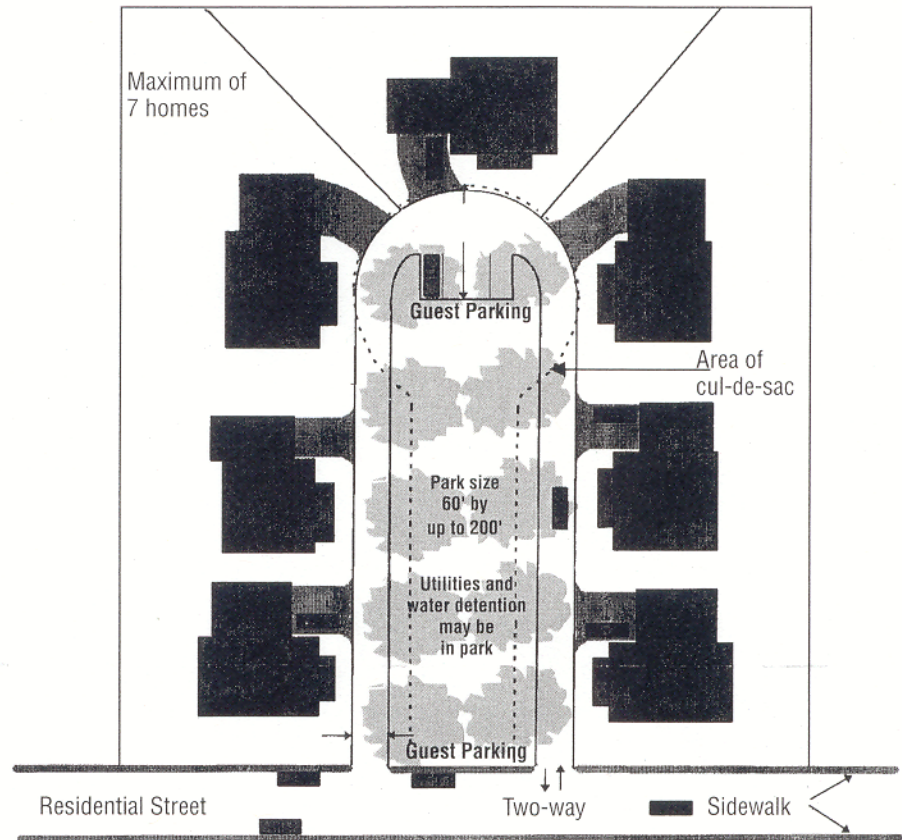 Maximum of
7 homes
Guest Parking
Area of
cul-de-sac
Park size
60' by
up to 200'
Utilities and
water detention
may be
in park
Guest Parking
Residential Street
Two-way
Sidewalk